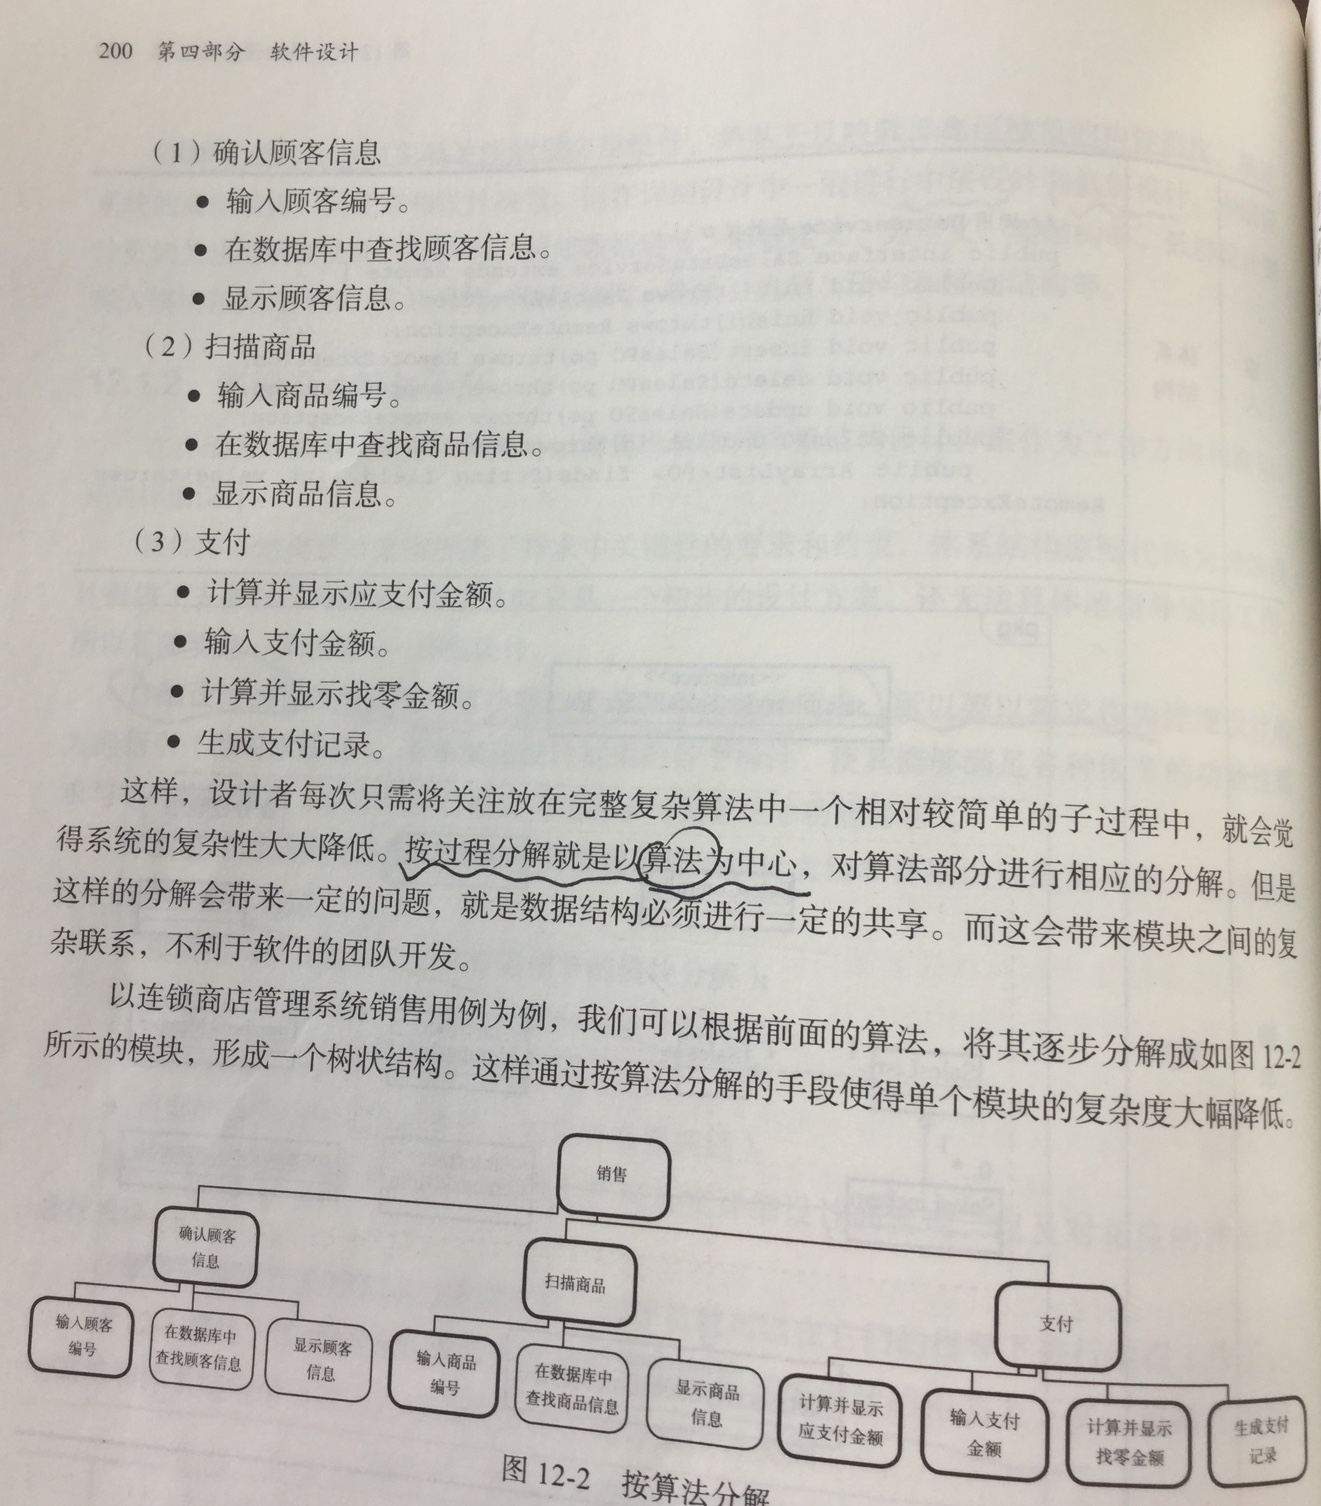 200 第四部分 软件设计
（1）确认顾客信息
● 输入顾客编号。
● 在数据库中查找顾客信息。
● 显示顾客信息。
（2）扫描商品
● 输入商品编号。
● 在数据库中查找商品信息。
● 显示商品信息。
（3）支付
● 计算并显示应支付金额。
● 输入支付金额。
● 计算并显示找零金额。
● 生成支付记录。
这样，设计者每次只需将关注放在完整复杂算法中一个相对较简单的子过程中，就会觉
得系统的复杂性大大降低。按过程分解就是以算法为中心，对算法部分进行相应的分解。但是
这样的分解会带来一定的问题，就是数据结构必须进行一定的共享。而这会带来模块之间的复
杂联系，不利于软件的团队开发。
以连锁商店管理系统销售用例为例，我们可以根据前面的算法，将其逐步分解成如图 12-2
所示的模块，形成一个树状结构。这样通过按算法分解的手段使得单个模块的复杂度大幅降低。
销售
确认顾客
信息
扫描商品
支付
输入顾客
编号
在数据库中
查找顾客信息
显示顾客
信息
输入商品
编号
在数据库中
查找商品信息
显示商品
信息
计算并显示
应支付金额
输入支付
金额
计算并显示
找零金额
生成支付
记录
图 12-2 按算法分解